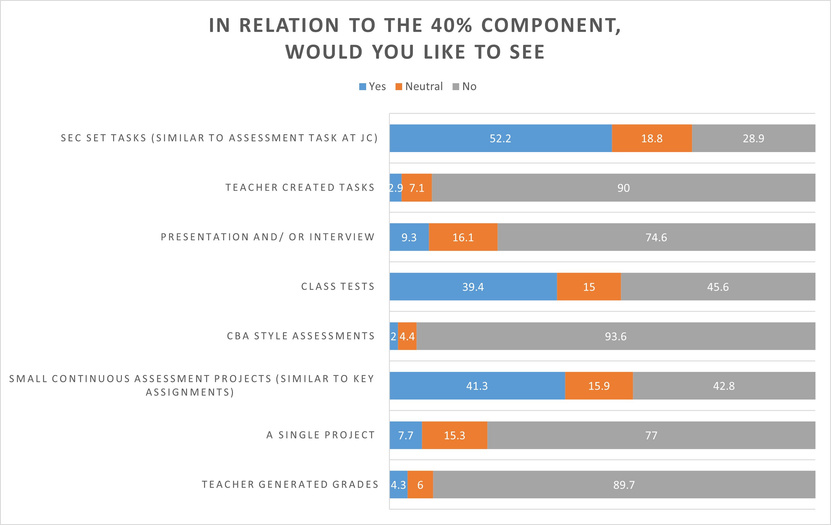 IN RELATION TO THE 40% COMPONENT,
WOULD YOU LIKE TO SEE
Yes Neutral No
SEC SET TASKS (SIMILAR TO ASSESSMENT TASK AT JC) 52.2 18.8 28.9
TEACHER CREATED TASKS 2.9 7.1 90
PRESENTATION AND/ OR INTERVIEW 9.3 16.1 74.6
CLASS TESTS 39.4 15 45.6
CBA STYLE ASSESSMENTS 2 4.4 93.6
SMALL CONTINUOUS ASSESSMENT PROJECTS (SIMILAR TO KEY
ASSIGNMENTS) 41.3 15.9 42.8
A SINGLE PROJECT 7.7 15.3 77
TEACHER GENERATED GRADES 4.3 6 89.7